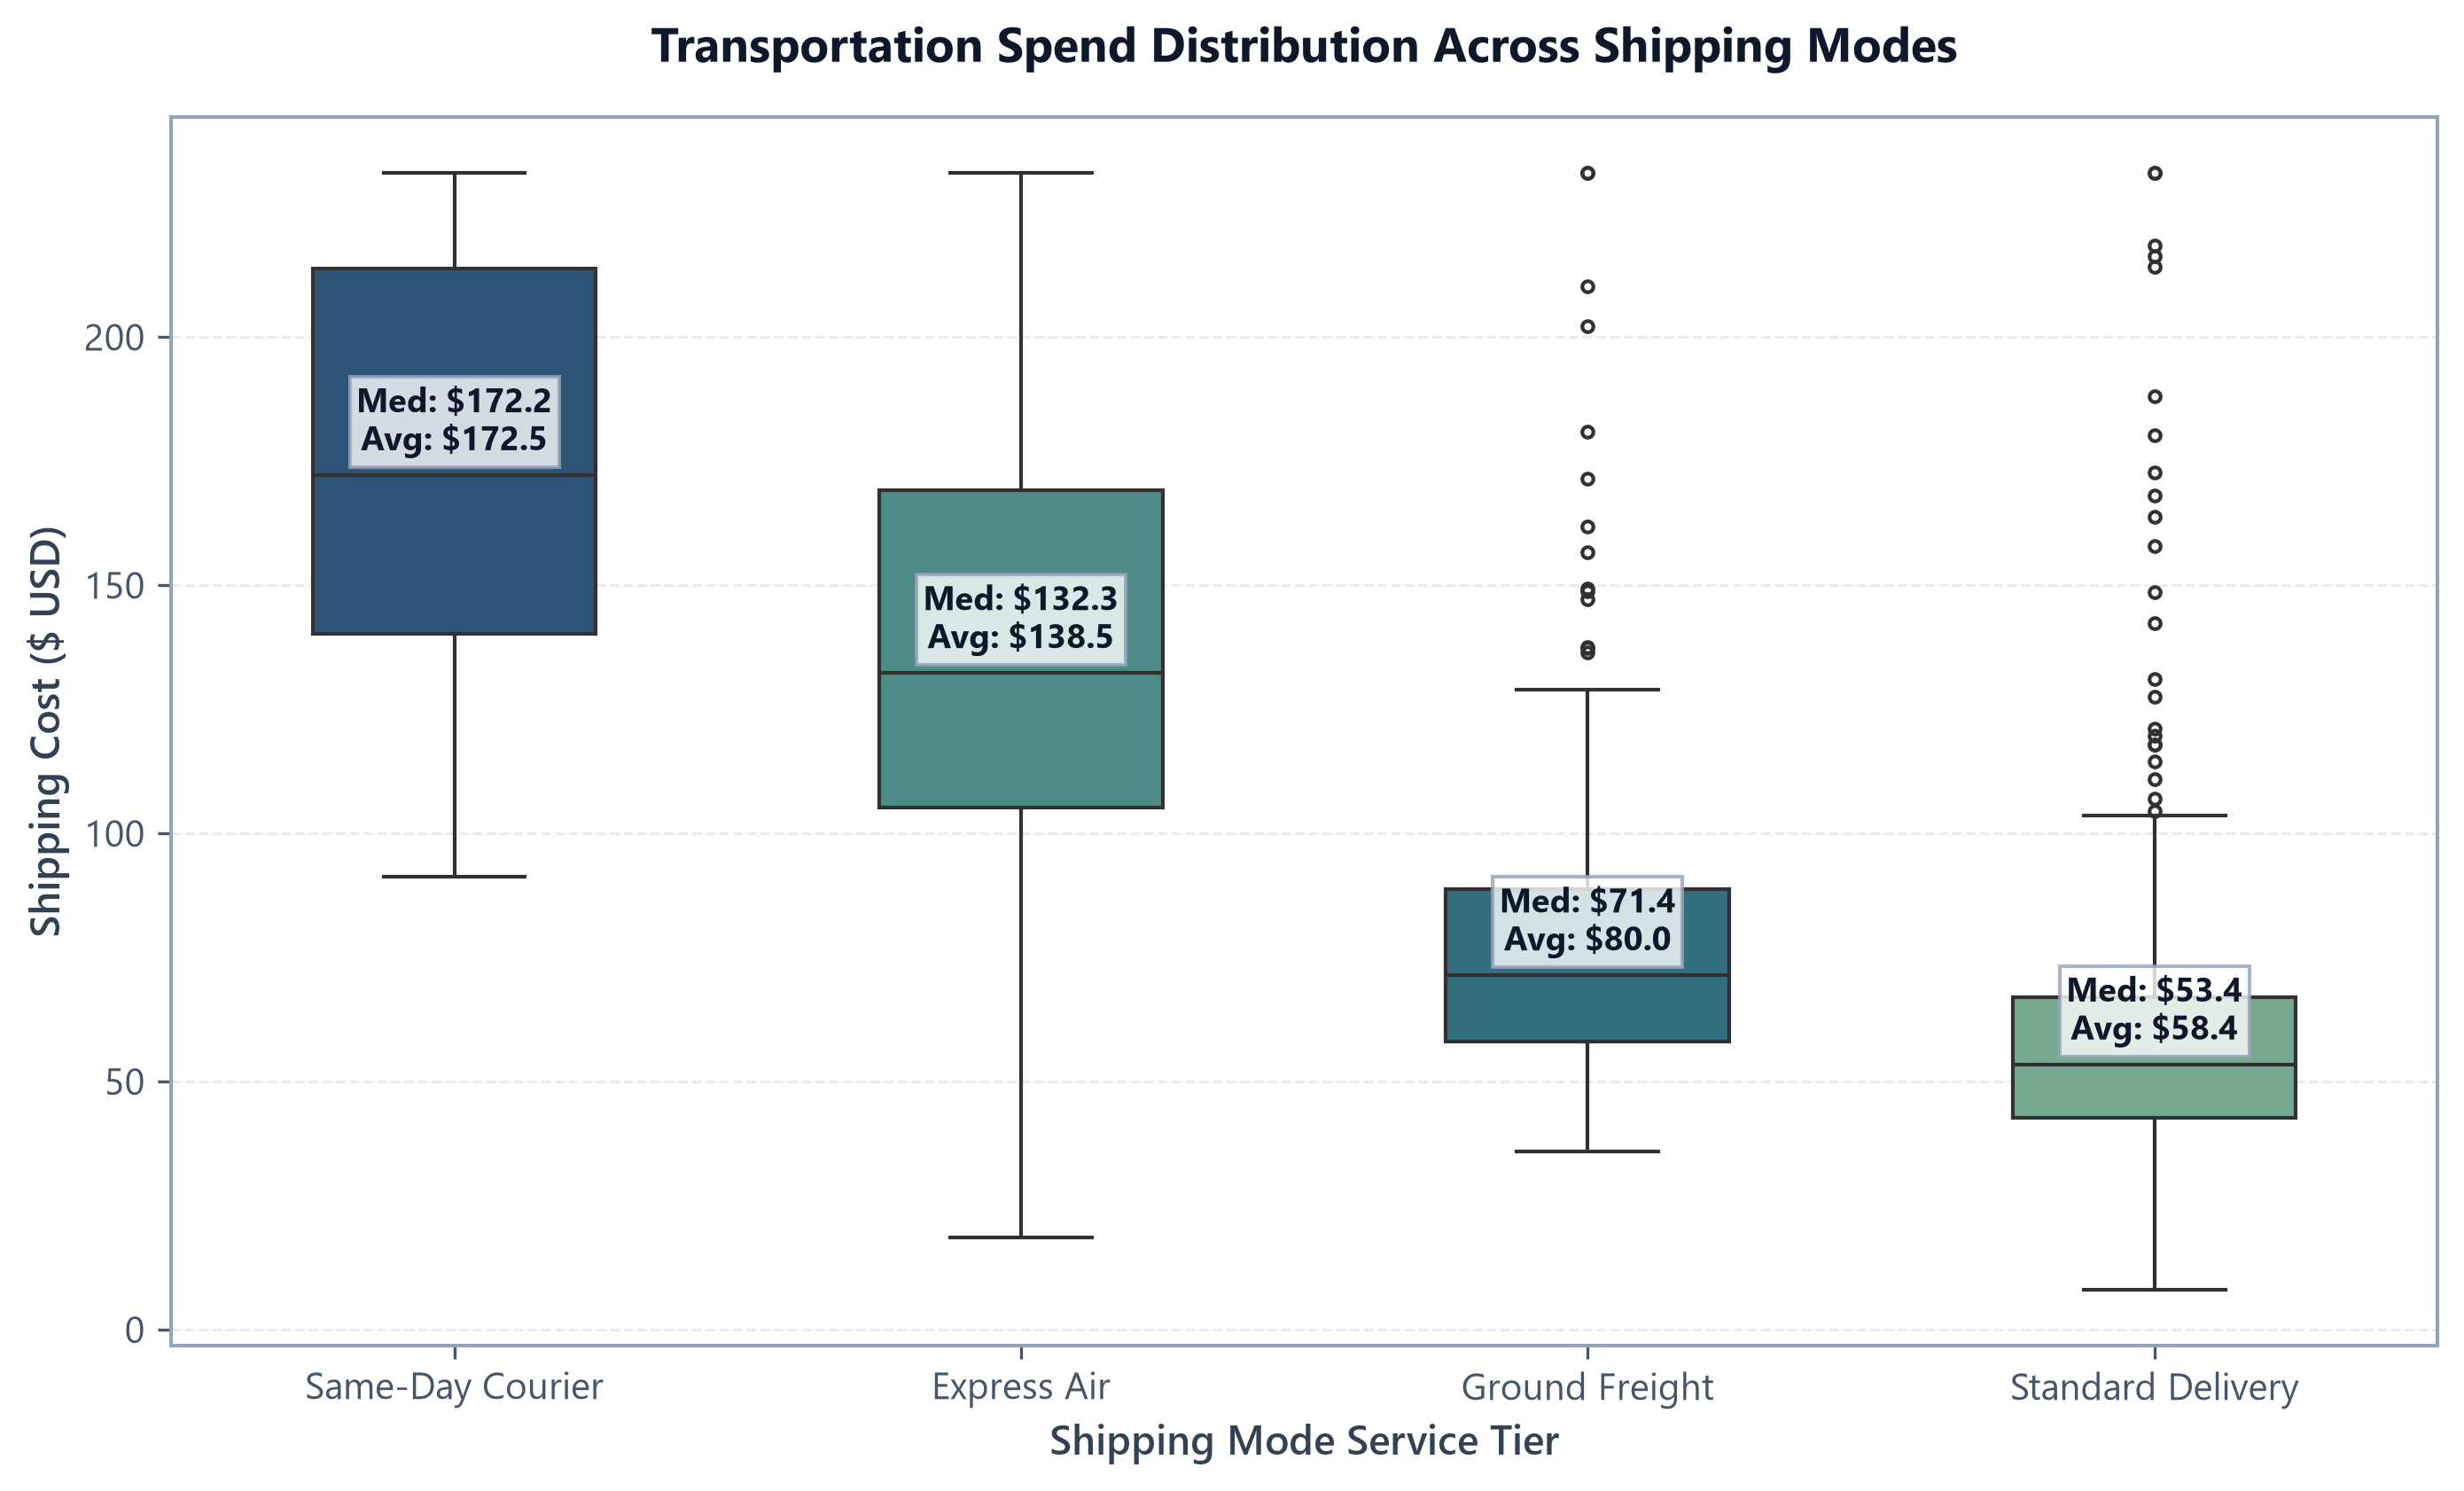 Transportation Spend Distribution Across Shipping Modes
Shipping Cost ($ USD)
200
150
100
50
0
Med: $172.2
Avg: $172.5
Med: $132.3
Avg: $138.5
Med: $71.4
Avg: $80.0
Med: $53.4
Avg: $58.4
Same-Day Courier
Express Air
Ground Freight
Standard Delivery
Shipping Mode Service Tier